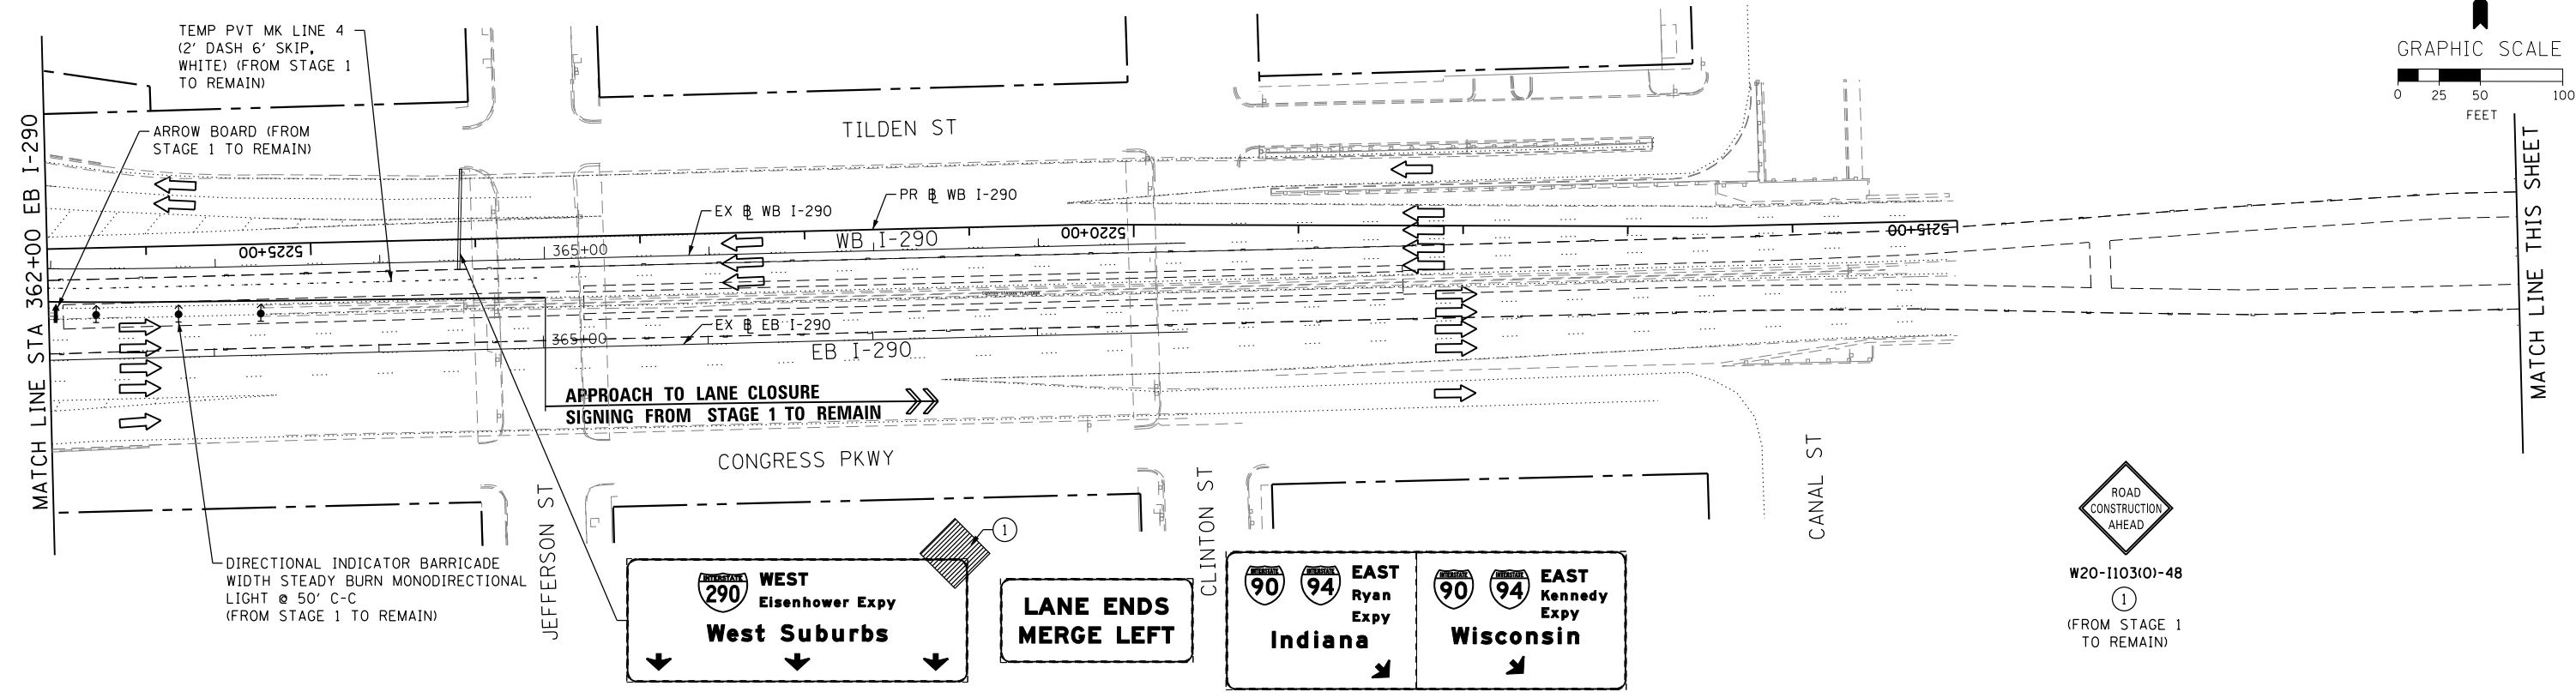 TEMP PVT MK LINE 4
(2' DASH 6' SKIP,
WHITE) (FROM STAGE 1
TO REMAIN)
ARROW BOARD (FROM
STAGE 1 TO REMAIN)
MATCH LINE STA 362+00 EB I-290
TILDEN ST
EX B WB I-290
PR B WB I-290
WB I-290
5225+00
5220+00
5215+00
365+00
365+00
EX B EB I-290
EB I-290
APPROACH TO LANE CLOSURE
SIGNING FROM STAGE 1 TO REMAIN
CONGRESS PKWY
JEFFERSON ST
CLINTON ST
CANAL ST
GRAPHIC SCALE
0 25 50 100
FEET
MATCH LINE THIS SHEET
DIRECTIONAL INDICATOR BARRICADE
WIDTH STEADY BURN MONODIRECTIONAL
LIGHT @ 50' C-C
(FROM STAGE 1 TO REMAIN)
1
INTERSTATE
290
WEST
Eisenhower Expy
West Suburbs
LANE ENDS
MERGE LEFT
INTERSTATE
90
INTERSTATE
94
EAST
Ryan
Expy
Indiana
INTERSTATE
90
INTERSTATE
94
EAST
Kennedy
Expy
Wisconsin
ROAD
CONSTRUCTION
AHEAD
W20-I103(O)-48
1
(FROM STAGE 1
TO REMAIN)